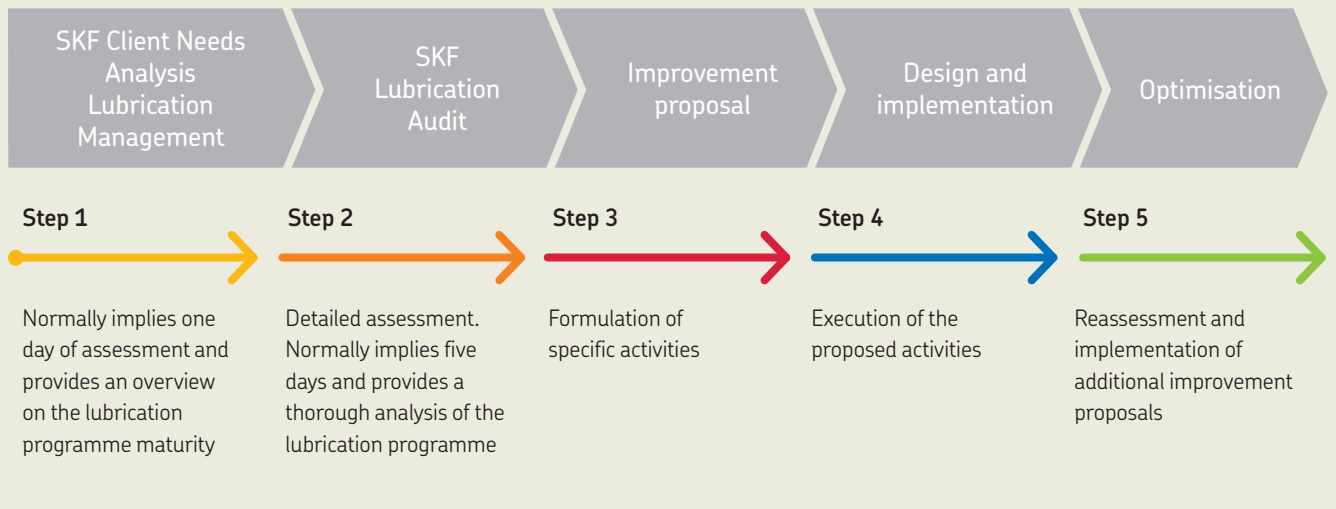 SKF Client Needs
Analysis
Lubrication
Management
SKF
Lubrication
Audit
Improvement
proposal
Design and
implementation
Optimisation
Step 1
Normally implies one
day of assessment and
provides an overview
on the lubrication
programme maturity
Step 2
Detailed assessment.
Normally implies five
days and provides a
thorough analysis of the
lubrication programme
Step 3
Formulation of
specific activities
Step 4
Execution of the
proposed activities
Step 5
Reassessment and
implementation of
additional improvement
proposals